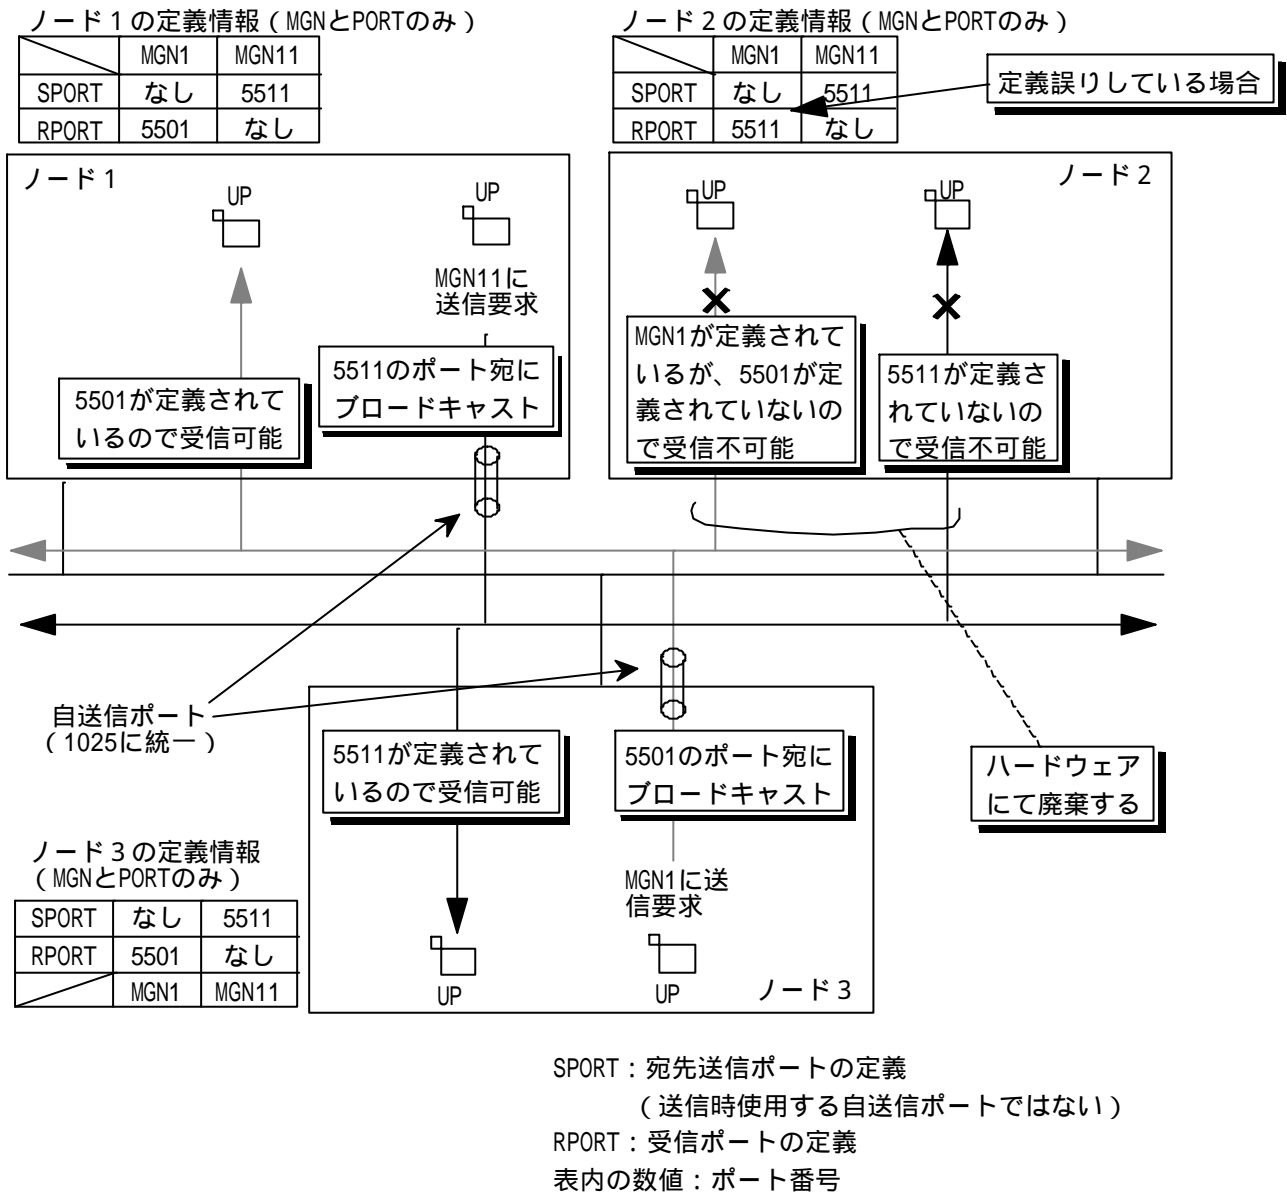 ノード1の定義情報(MGNとPORTのみ)
MGN1 MGN11
SPORT なし 5511
RPORT 5501 なし
ノード2の定義情報(MGNとPORTのみ)
MGN1 MGN11
SPORT なし 5511
RPORT 5511 なし
定義誤りしている場合
ノード1
UP
UP
MGN11に
送信要求
5501が定義されて
いるので受信可能
5511のポート宛に
ブロードキャスト
ノード2
UP
UP
MGN1が定義されて
いるが、5501が定
義されていないの
で受信不可能
5511が定義さ
れていないの
で受信不可能
自送信ポート
(1025に統一)
5511が定義されて
いるので受信可能
5501のポート宛に
ブロードキャスト
ハードウェア
にて廃棄する
MGN1に送
信要求
UP
UP
ノード3
ノード3の定義情報
(MGNとPORTのみ)
SPORT なし 5511
RPORT 5501 なし
MGN1 MGN11
SPORT:宛先送信ポートの定義
(送信時使用する自送信ポートではない)
RPORT:受信ポートの定義
表内の数値:ポート番号